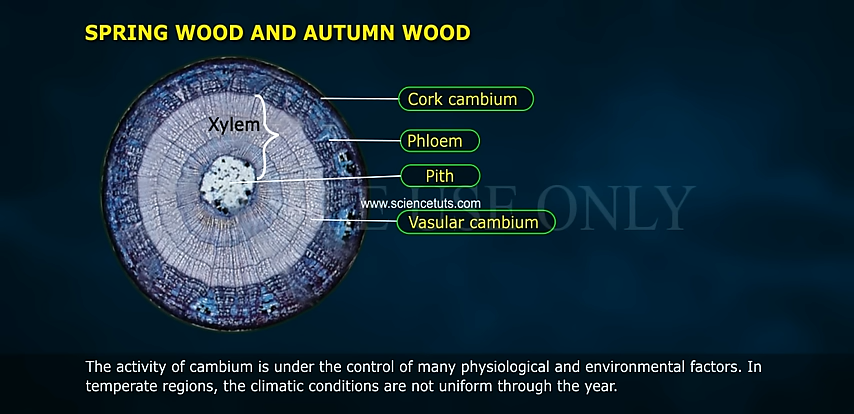 SPRING WOOD AND AUTUMN WOOD
Cork cambium
Xylem
Phloem
Pith
www.sciencetuts.com
USE ONLY
Vasular cambium
The activity of cambium is under the control of many physiological and environmental factors. In
temperate regions, the climatic conditions are not uniform through the year.